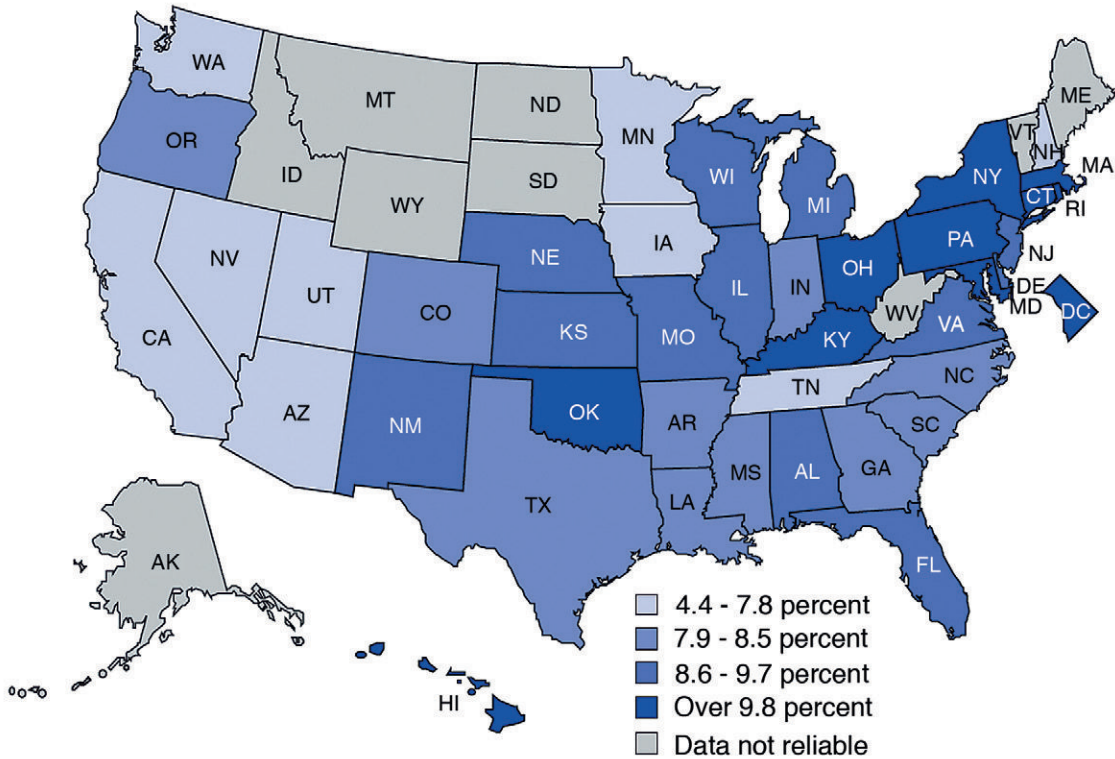 WA
MT
ND
MN
ME
VT
NH
OR
ID
SD
WI
MI
NY
MA
WY
CT
RI
IA
PA
NV
NE
NJ
UT
CO
IL
IN
OH
DE
MD
DC
WV
VA
CA
KS
MO
KY
NC
TN
AZ
NM
OK
AR
SC
MS
AL
GA
TX
LA
AK
FL
HI
4.4 - 7.8 percent
7.9 - 8.5 percent
8.6 - 9.7 percent
Over 9.8 percent
Data not reliable